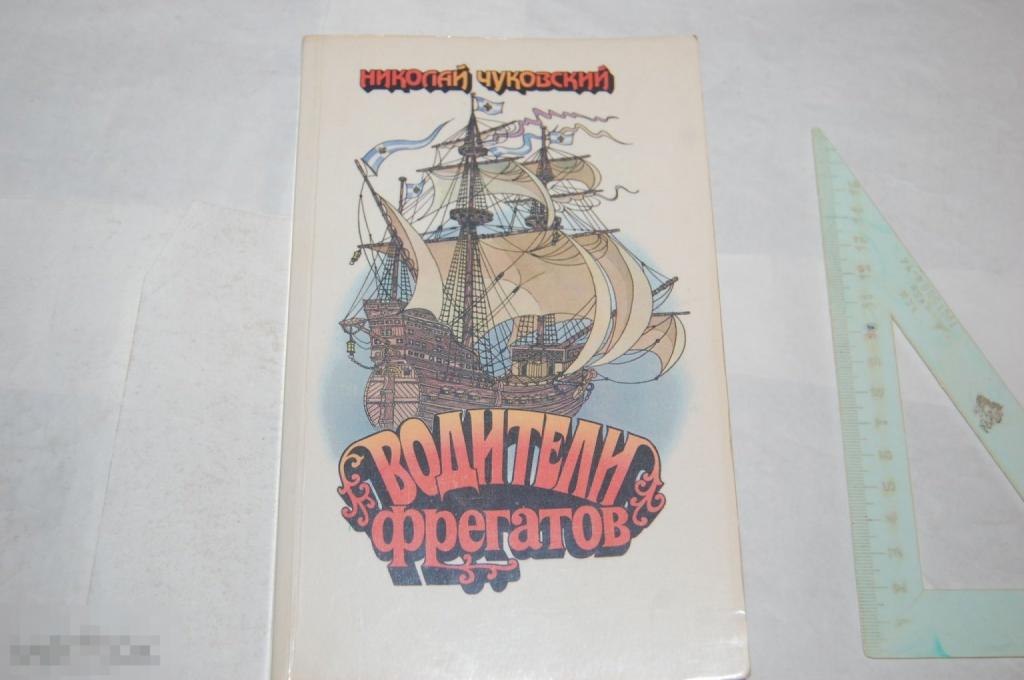 НИКОЛАЙ ЧУКОВСКИЙ
ВОДИТЕЛИ
фрегатов